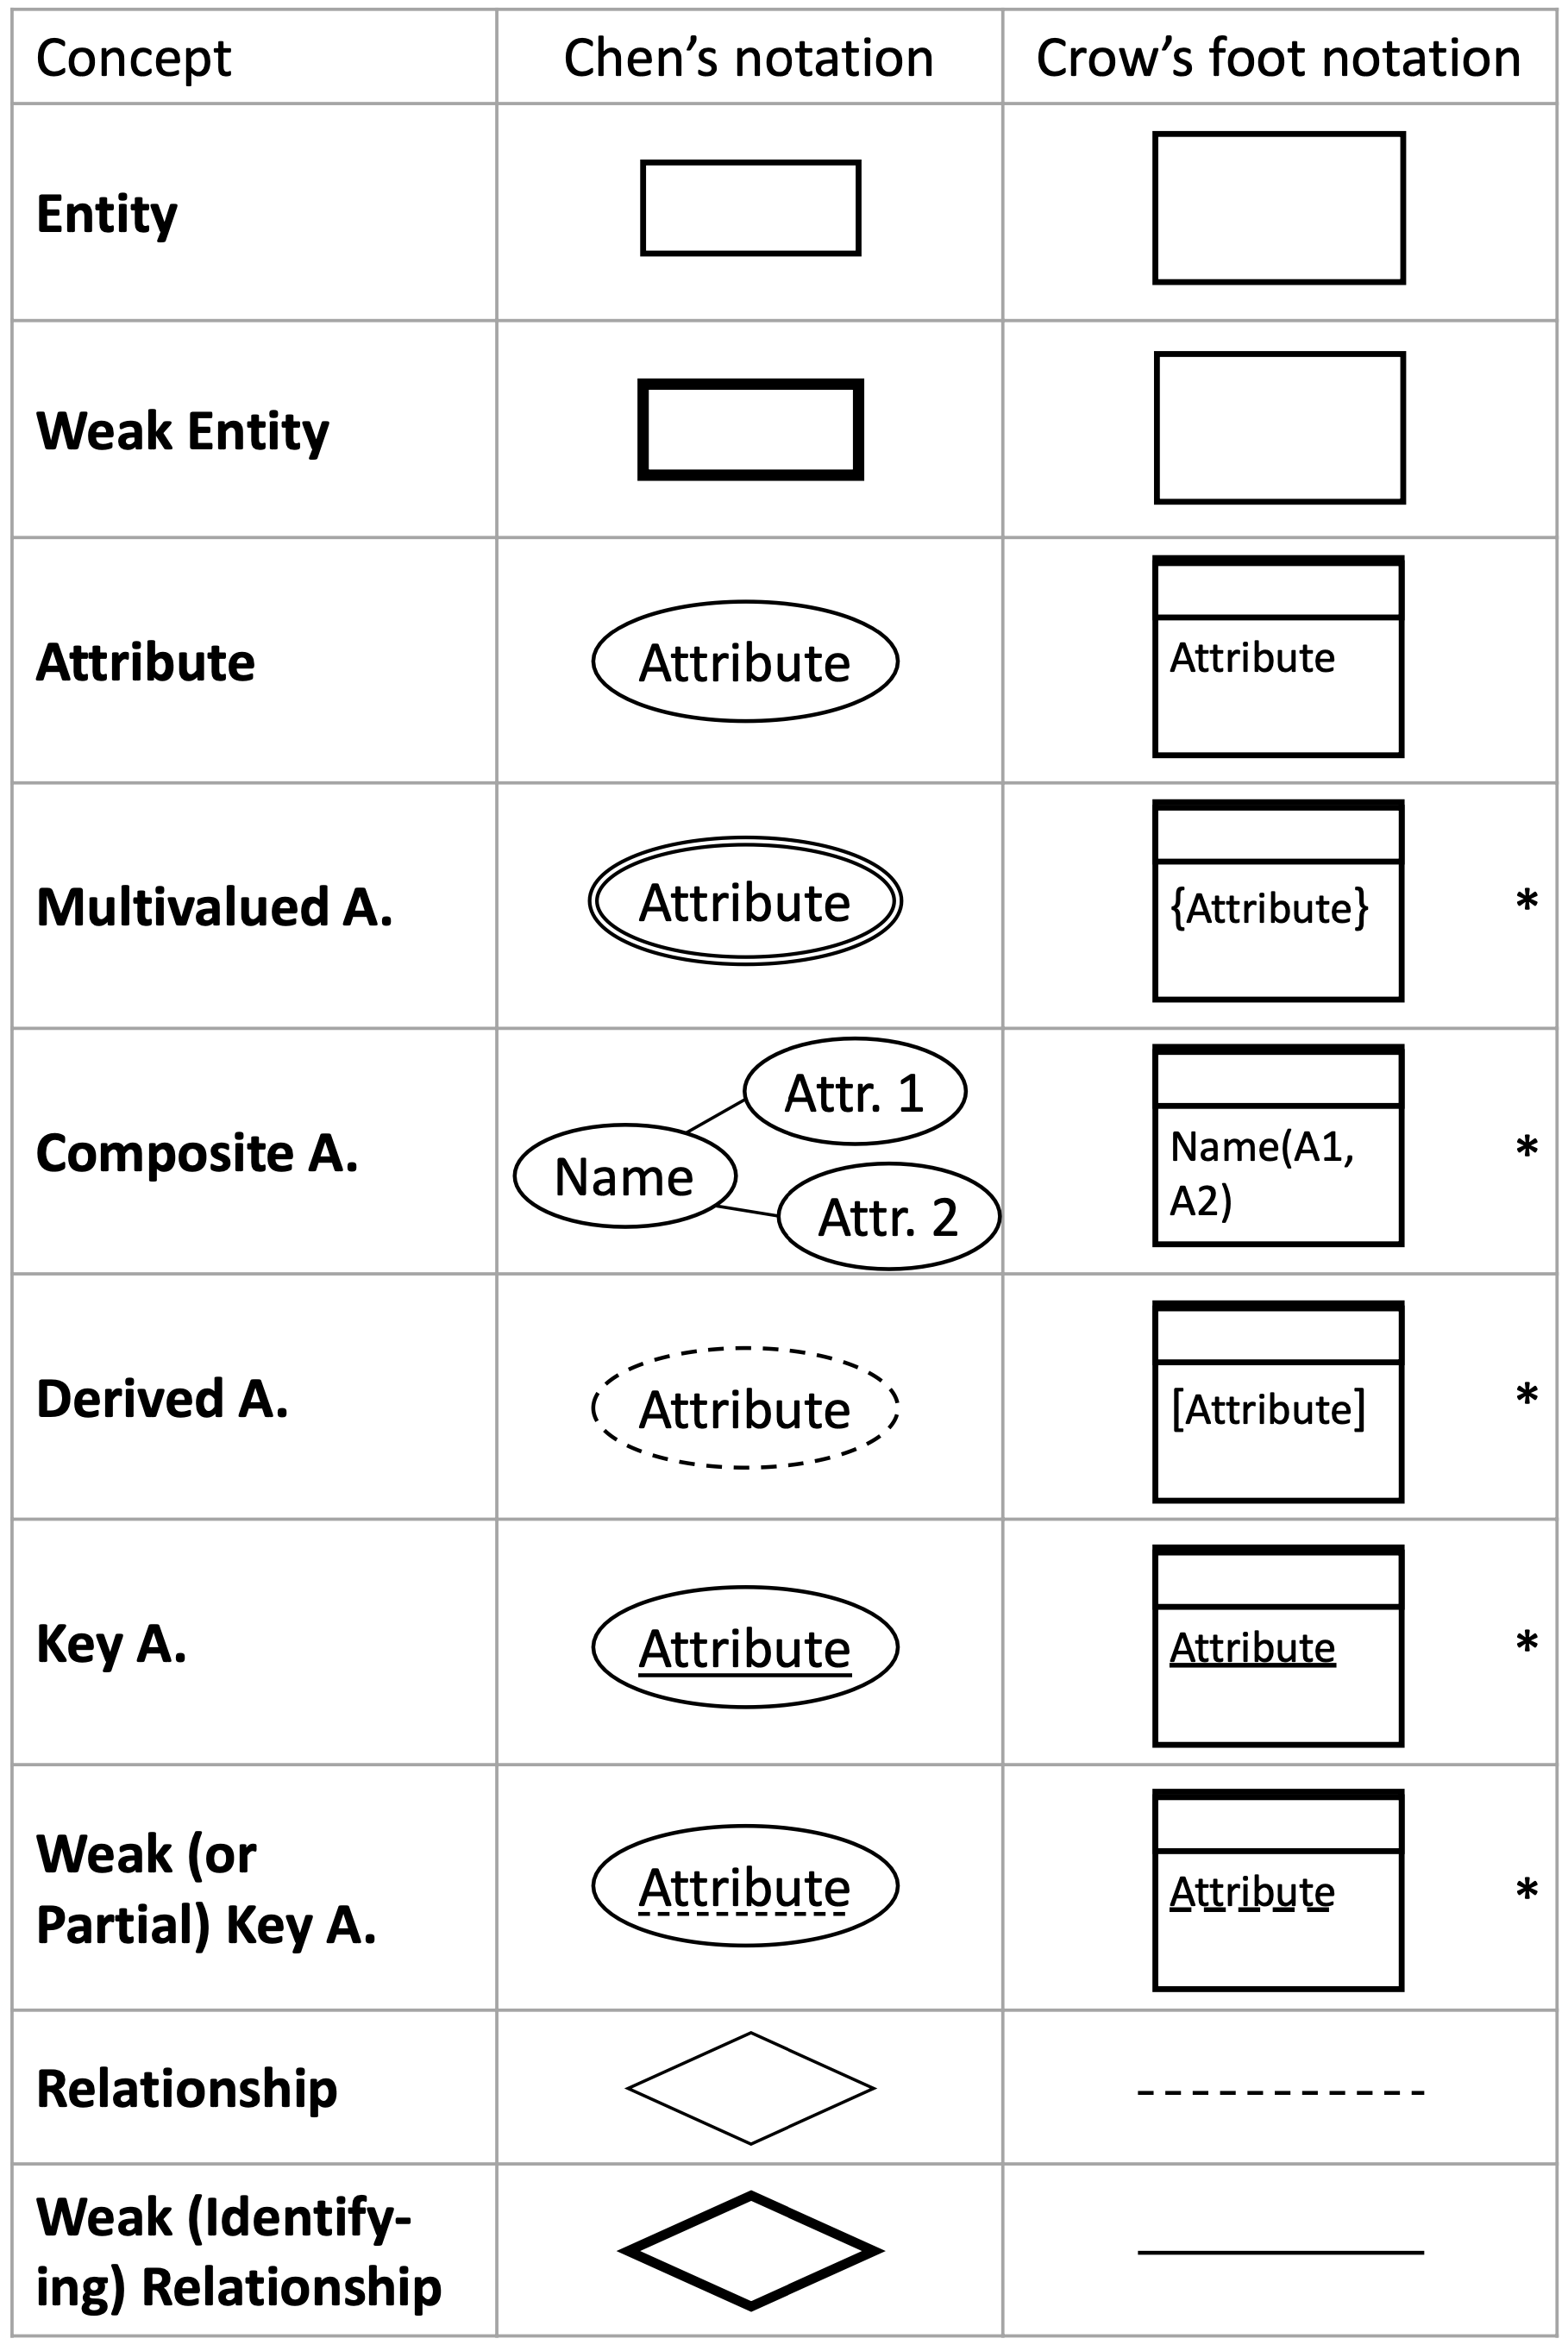 Concept Chen’s notation Crow’s foot notation
Entity
Weak Entity
Attribute Attribute Attribute
Multivalued A. Attribute {Attribute} *
Composite A. Name Attr. 1 Attr. 2 Name(A1,
A2) *
Derived A. Attribute [Attribute] *
Key A. Attribute Attribute *
Weak (or
Partial) Key A. Attribute Attribute *
Relationship
Weak (Identify-
ing) Relationship